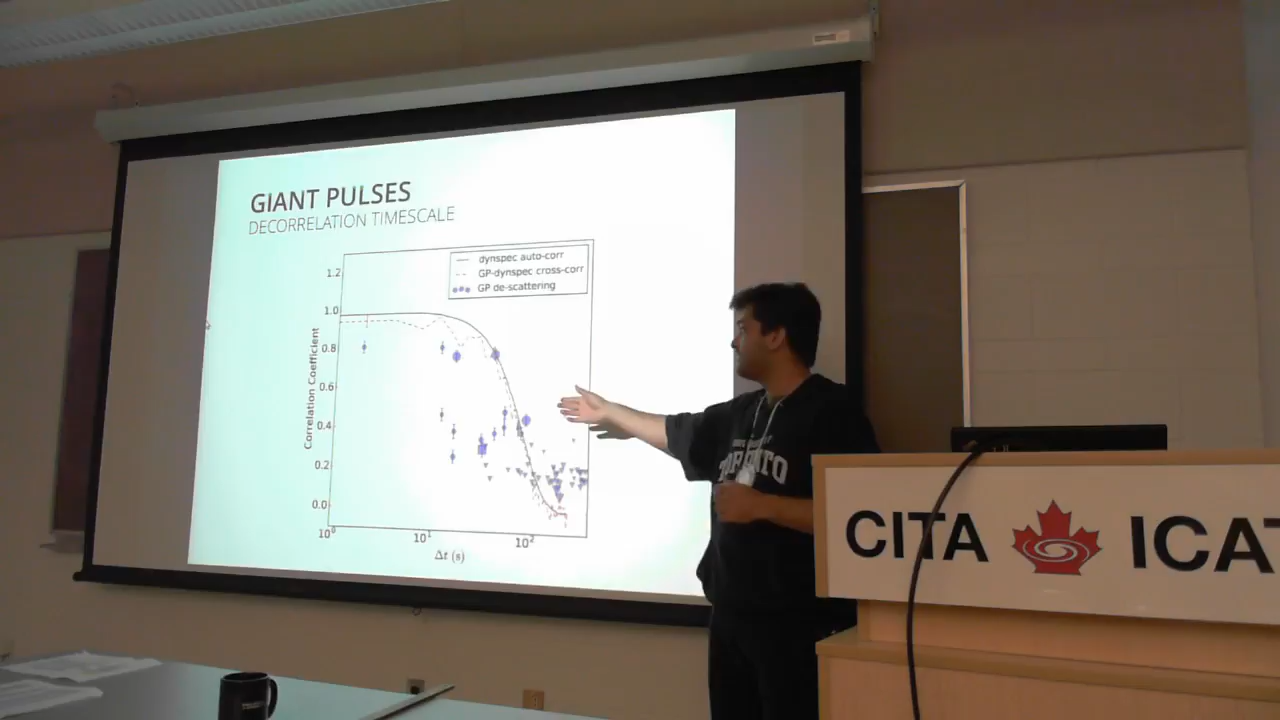 GIANT PULSES
DECORRELATION TIMESCALE
dynspec auto-corr
GP-dynspec cross-corr
GP de-scattering
1.2
1.0
0.8
0.6
0.4
0.2
0.0
Correlation Coefficient
10⁰
10¹
10²
Δt (s)
TORONTO
CITA
ICAT